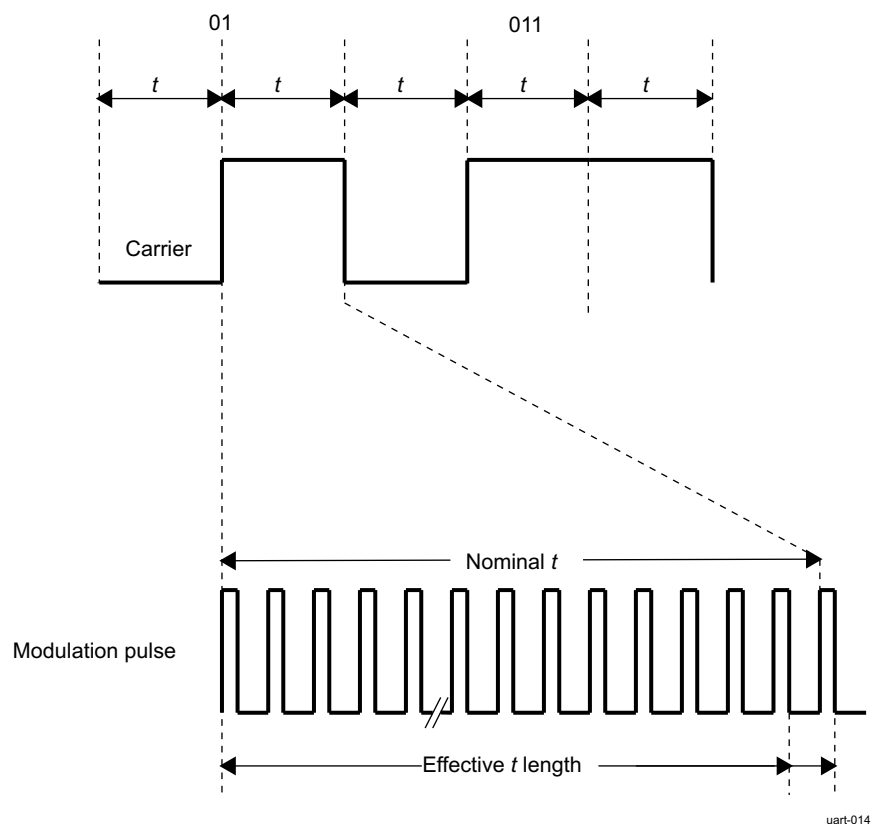 01 011
t t t t t
Carrier
Nominal t
Modulation pulse
Effective t length
uart-014